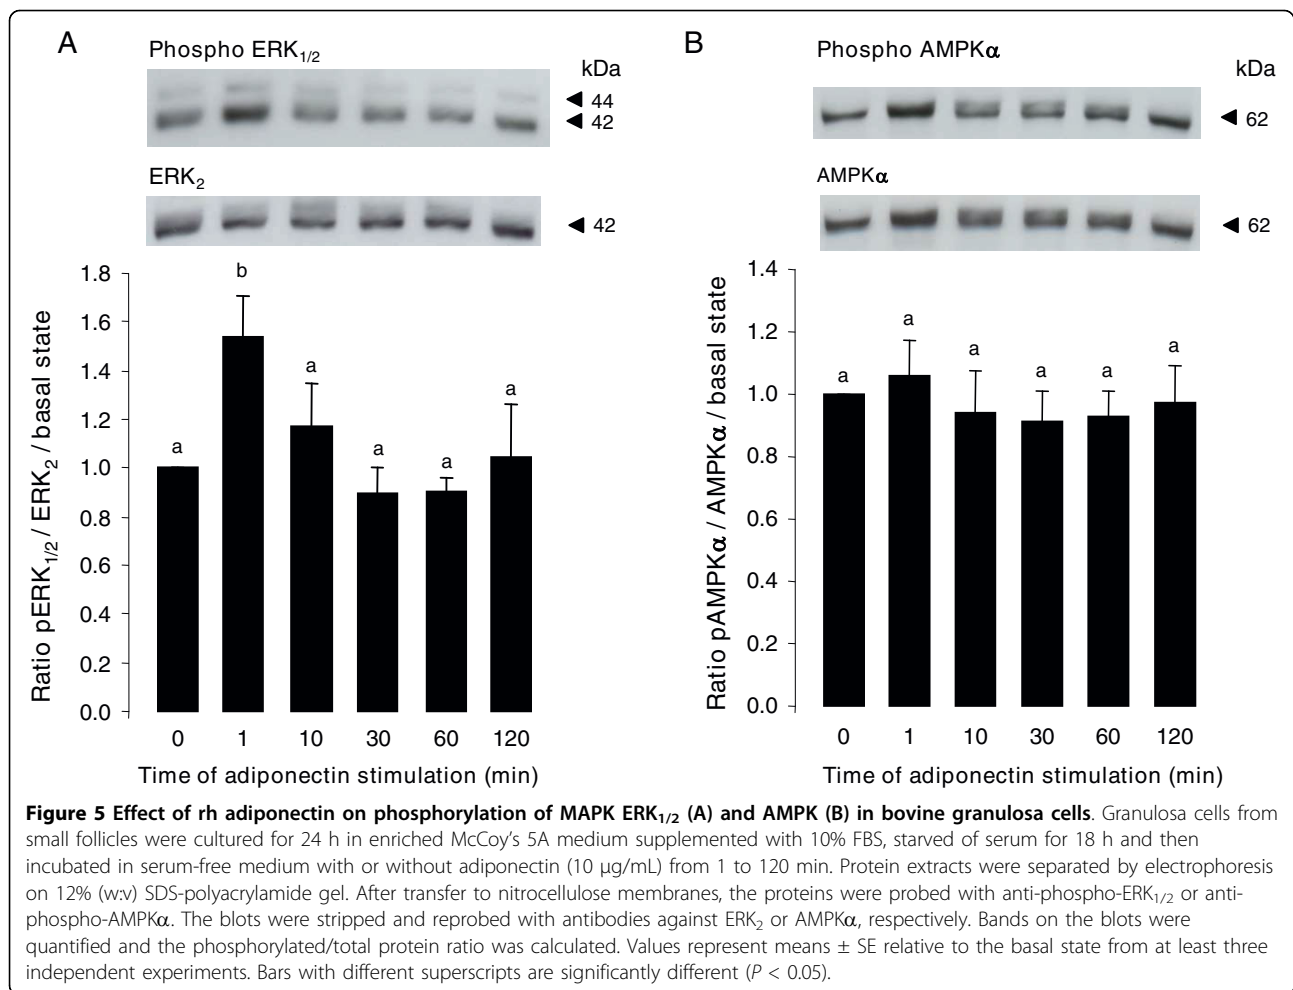 A
Phospho ERK1/2
kDa
◄ 44
◄ 42
ERK2
◄ 42
1.8
1.6
1.4
1.2
1.0
0.8
0.6
0.4
0.2
0.0
Ratio pERK1/2 / ERK2 / basal state
a
b
a
a
a
a
0 1 10 30 60 120
Time of adiponectin stimulation (min)
B
Phospho AMPKα
kDa
◄ 62
AMPKα
◄ 62
1.4
1.2
1.0
0.8
0.6
0.4
0.2
0.0
Ratio pAMPKα / AMPKα / basal state
a
a
a
a
a
a
0 1 10 30 60 120
Time of adiponectin stimulation (min)
Figure 5 Effect of rh adiponectin on phosphorylation of MAPK ERK1/2 (A) and AMPK (B) in bovine granulosa cells. Granulosa cells from
small follicles were cultured for 24 h in enriched McCoy's 5A medium supplemented with 10% FBS, starved of serum for 18 h and then
incubated in serum-free medium with or without adiponectin (10 μg/mL) from 1 to 120 min. Protein extracts were separated by electrophoresis
on 12% (w:v) SDS-polyacrylamide gel. After transfer to nitrocellulose membranes, the proteins were probed with anti-phospho-ERK1/2 or anti-
phospho-AMPKα. The blots were stripped and reprobed with antibodies against ERK2 or AMPKα, respectively. Bands on the blots were
quantified and the phosphorylated/total protein ratio was calculated. Values represent means ± SE relative to the basal state from at least three
independent experiments. Bars with different superscripts are significantly different (P < 0.05).